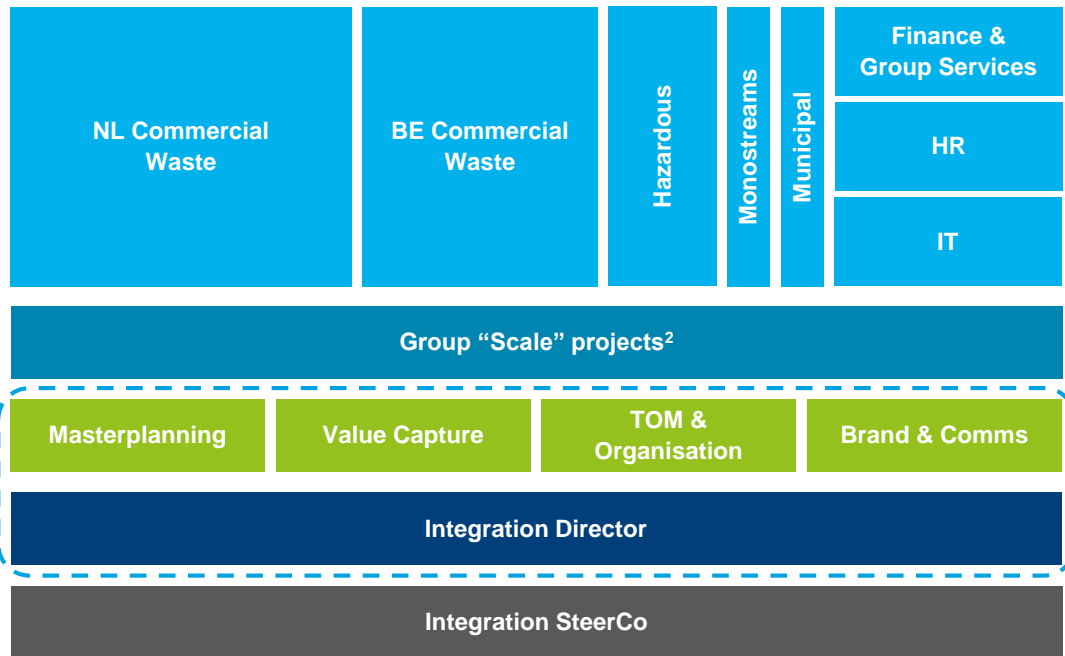 NL Commercial
Waste
BE Commercial
Waste
Hazardous
Monostreams
Municipal
Finance &
Group Services
HR
IT
Group “Scale” projects²
Masterplanning
Value Capture
TOM &
Organisation
Brand & Comms
Integration Director
Integration SteerCo